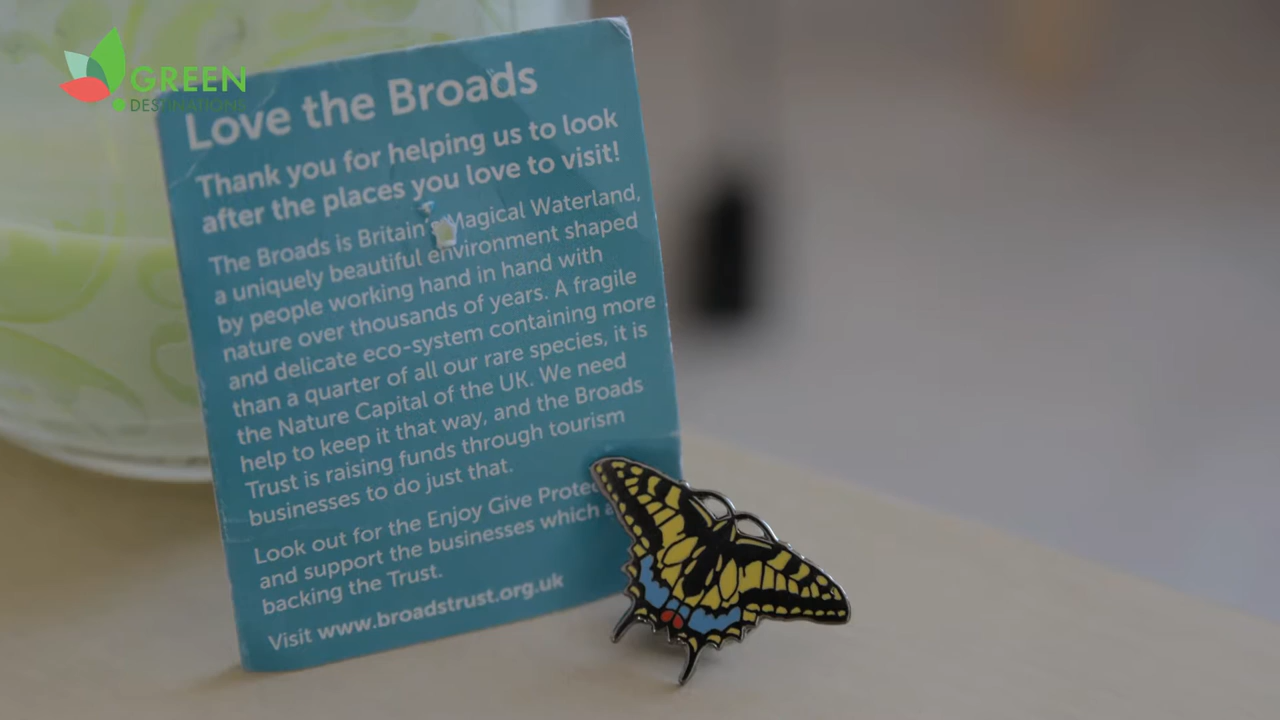 GREEN
DESTINATIONS
Love the Broads
Thank you for helping us to look
after the places you love to visit!
The Broads is Britain's Magical Waterland,
a uniquely beautiful environment shaped
by people working hand in hand with
nature over thousands of years. A fragile
and delicate eco-system containing more
than a quarter of all our rare species, it is
the Nature Capital of the UK. We need
help to keep it that way, and the Broads
Trust is raising funds through tourism
businesses to do just that.
Look out for the Enjoy Give
and support the businesses which
backing the Trust.
Visit www.broadstrust.org.uk